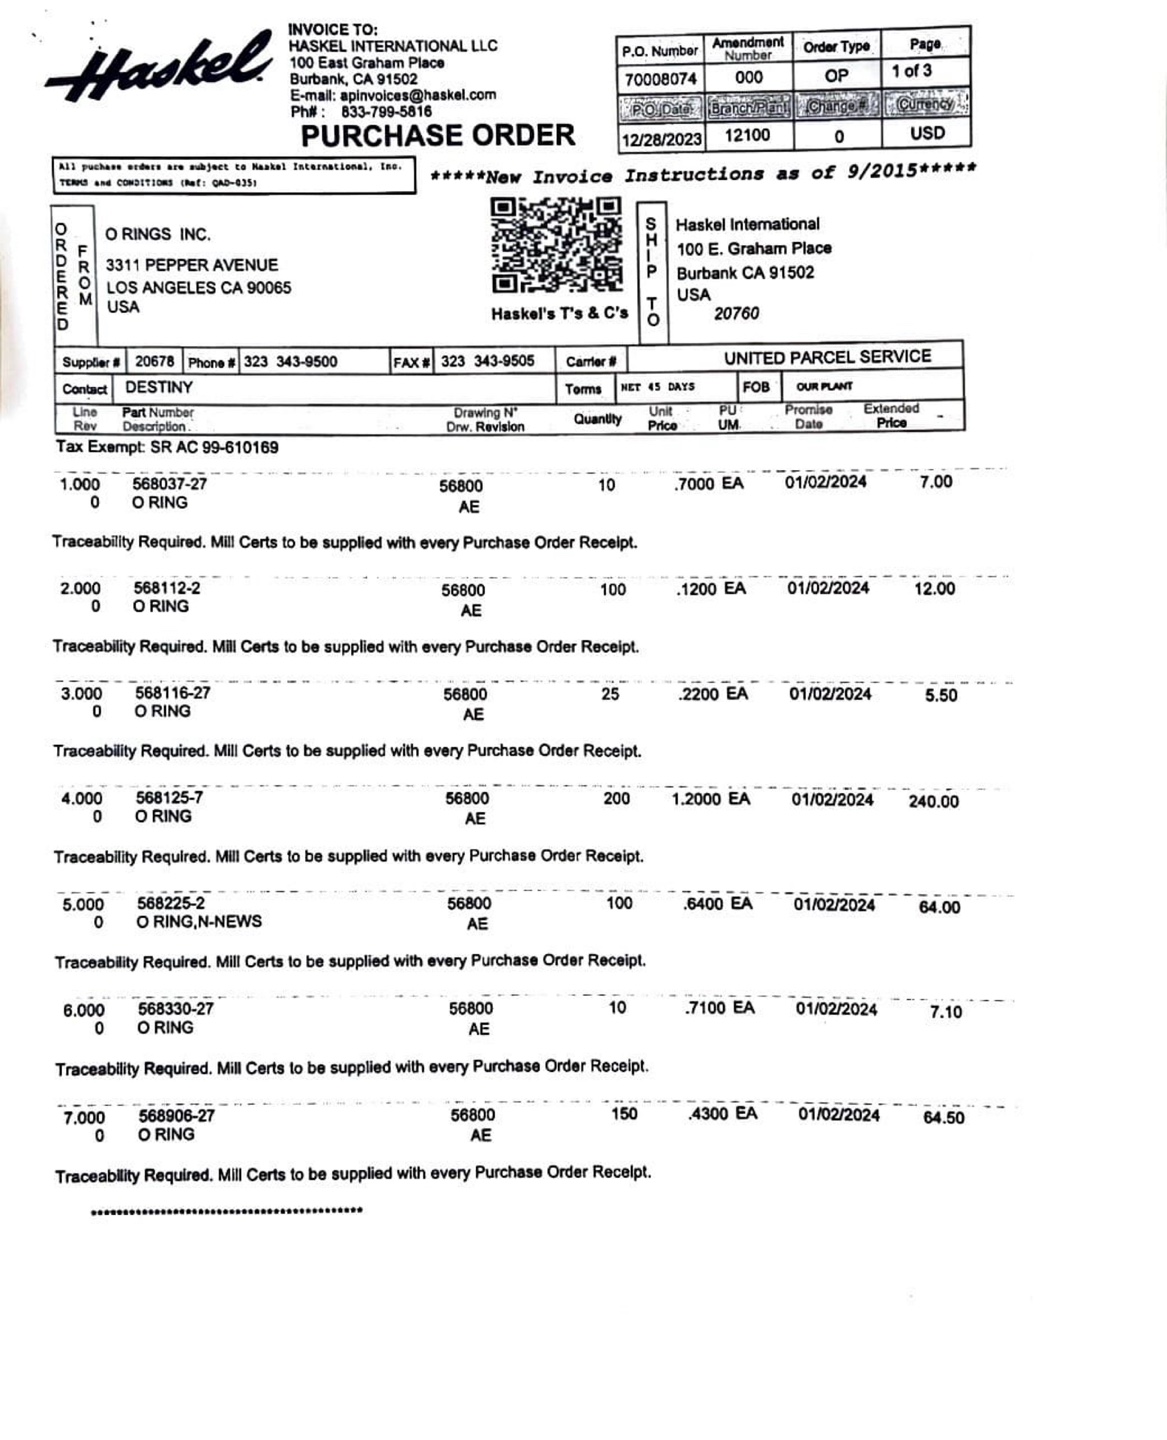 Haskel.
INVOICE TO:
HASKEL INTERNATIONAL LLC
100 East Graham Place
Burbank, CA 91502
E-mail: apinvoices@haskel.com
Ph#: 833-799-5816
PURCHASE ORDER
P.O. Number Amendment Number Order Type Page
70008074 000 OP 1 of 3
P.O. Date Branch/Plant Change # Currency
12/28/2023 12100 0 USD
All puchase orders are subject to Haskel International, Inc.
TERMS and CONDITIONS (Ref: QAD-035)
*****New Invoice Instructions as of 9/2015*****
ORDERED FROM
O RINGS INC.
3311 PEPPER AVENUE
LOS ANGELES CA 90065
USA
Haskel's T's & C's
SHIP TO
Haskel International
100 E. Graham Place
Burbank CA 91502
USA
20760
Supplier # 20678 Phone # 323 343-9500 FAX # 323 343-9505 Carrier # UNITED PARCEL SERVICE
Contact DESTINY Terms NET 45 DAYS FOB OUR PLANT
Line Part Number Drawing N° Quantity Unit PU Promise Extended
Rev Description Drw. Revision Price UM Date Price
Tax Exempt: SR AC 99-610169
1.000 568037-27 56800 10 .7000 EA 01/02/2024 7.00
0 O RING AE
Traceability Required. Mill Certs to be supplied with every Purchase Order Receipt.
2.000 568112-2 56800 100 .1200 EA 01/02/2024 12.00
0 O RING AE
Traceability Required. Mill Certs to be supplied with every Purchase Order Receipt.
3.000 568116-27 56800 25 .2200 EA 01/02/2024 5.50
0 O RING AE
Traceability Required. Mill Certs to be supplied with every Purchase Order Receipt.
4.000 568125-7 56800 200 1.2000 EA 01/02/2024 240.00
0 O RING AE
Traceability Required. Mill Certs to be supplied with every Purchase Order Receipt.
5.000 568225-2 56800 100 .6400 EA 01/02/2024 64.00
0 O RING,N-NEWS AE
Traceability Required. Mill Certs to be supplied with every Purchase Order Receipt.
6.000 568330-27 56800 10 .7100 EA 01/02/2024 7.10
0 O RING AE
Traceability Required. Mill Certs to be supplied with every Purchase Order Receipt.
7.000 568906-27 56800 150 .4300 EA 01/02/2024 64.50
0 O RING AE
Traceability Required. Mill Certs to be supplied with every Purchase Order Receipt.